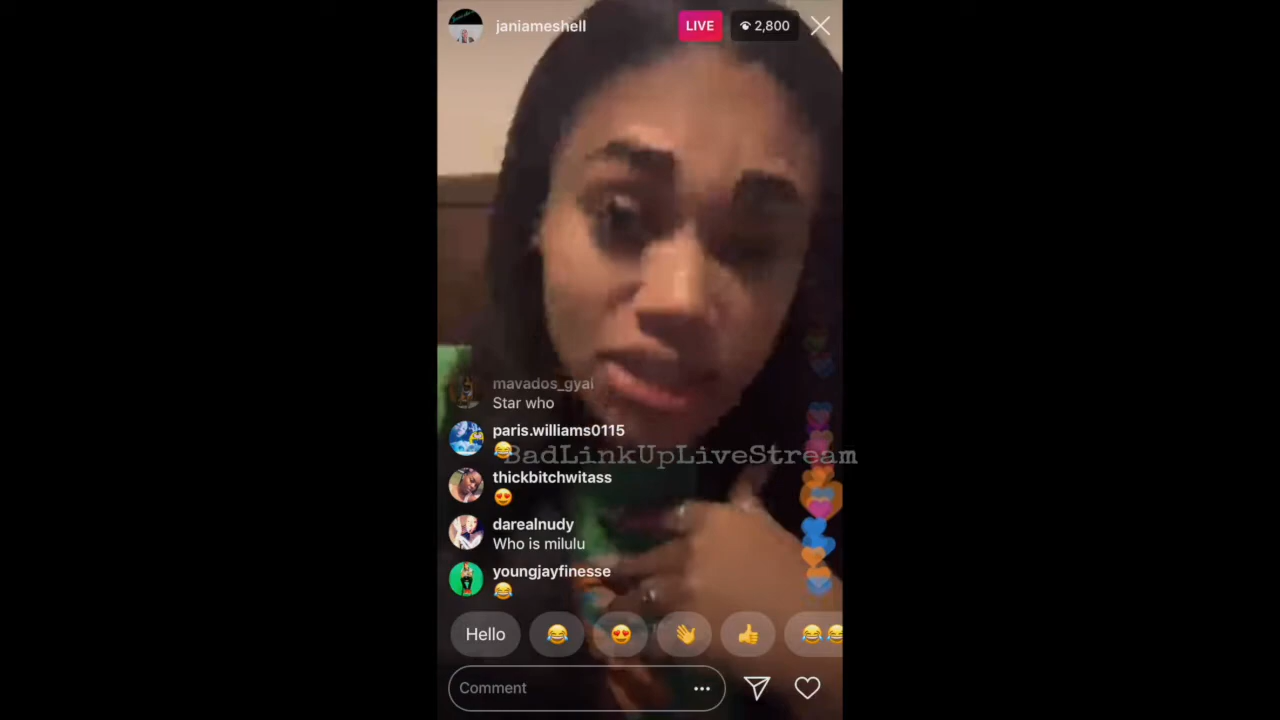 janiameshell
LIVE
2,800
mavados_gyal
Star who
paris.williams0115
😂
BadLinkUpLiveStream
thickbitchwitass
😍
darealnudy
Who is milulu
youngjayfinesse
😂
Hello 😂 😍 👋 👍 😂😂
Comment